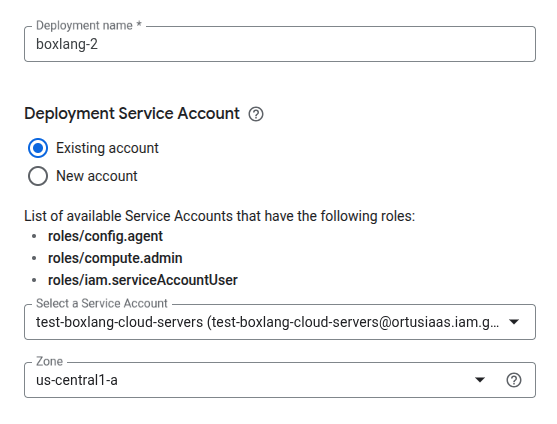 Deployment name *
boxlang-2
Deployment Service Account
Existing account
New account
List of available Service Accounts that have the following roles:
• roles/config.agent
• roles/compute.admin
• roles/iam.serviceAccountUser
Select a Service Account
test-boxlang-cloud-servers (test-boxlang-cloud-servers@ortusiaas.iam.g...
Zone
us-central1-a